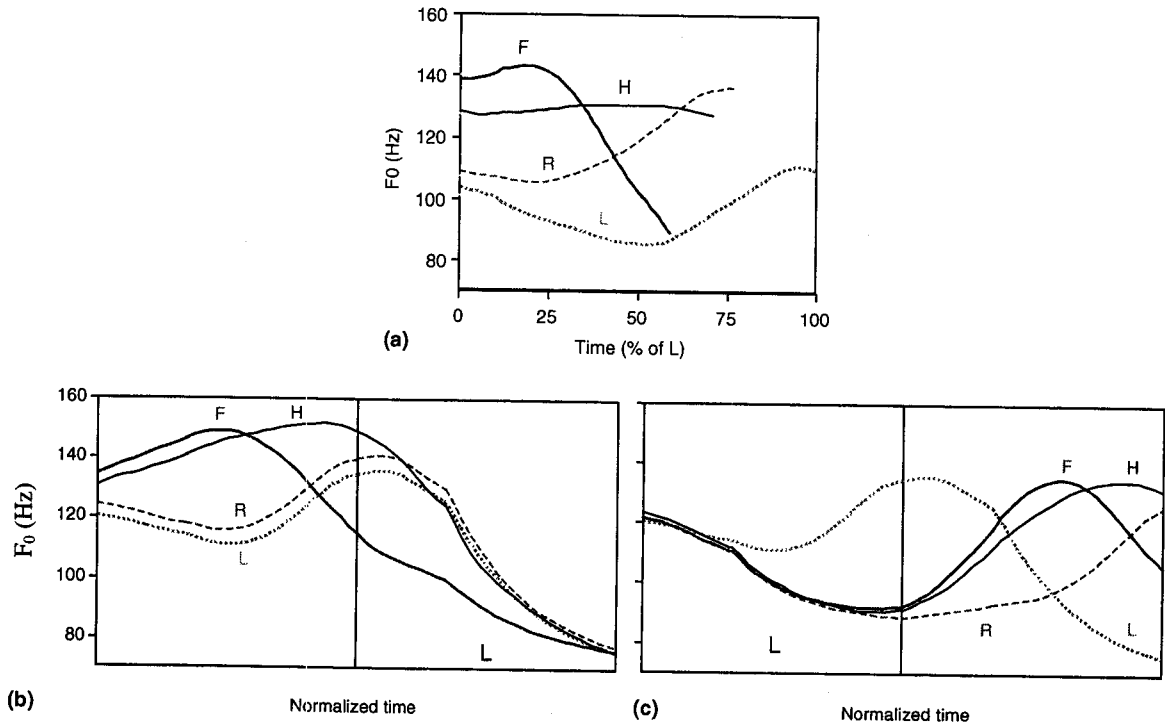 160
F
140
H
120
F0 (Hz)
R
100
L
80
0 25 50 75 100
(a)
Time (% of L)
160
F H
140
R
120
F₀ (Hz)
L
100
80
L
(b)
Normalized time
F H
L R L
(c)
Normalized time